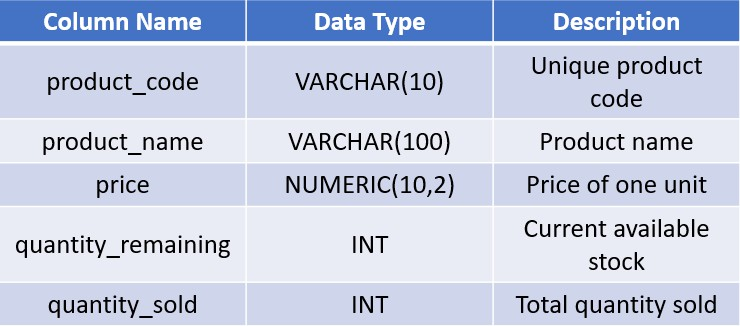 Column Name Data Type Description
product_code VARCHAR(10) Unique product
code
product_name VARCHAR(100) Product name
price NUMERIC(10,2) Price of one unit
quantity_remaining INT Current available
stock
quantity_sold INT Total quantity sold